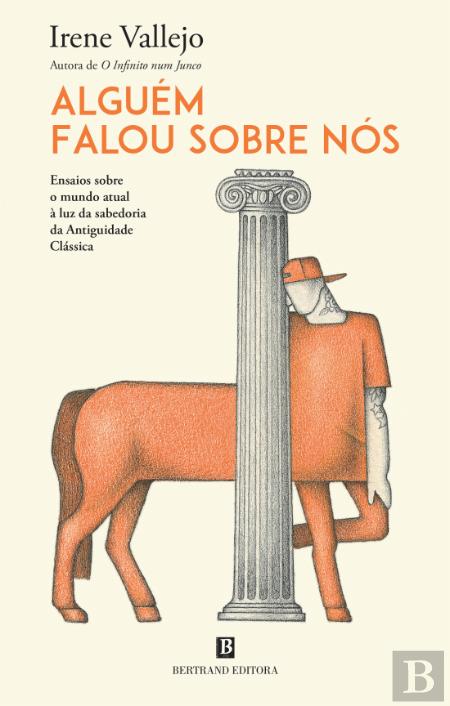 Irene Vallejo
Autora de O Infinito num Junco
ALGUÉM
FALOU SOBRE NÓS
Ensaios sobre
o mundo atual
à luz da sabedoria
da Antiguidade
Clássica
B
BERTRAND EDITORA
B